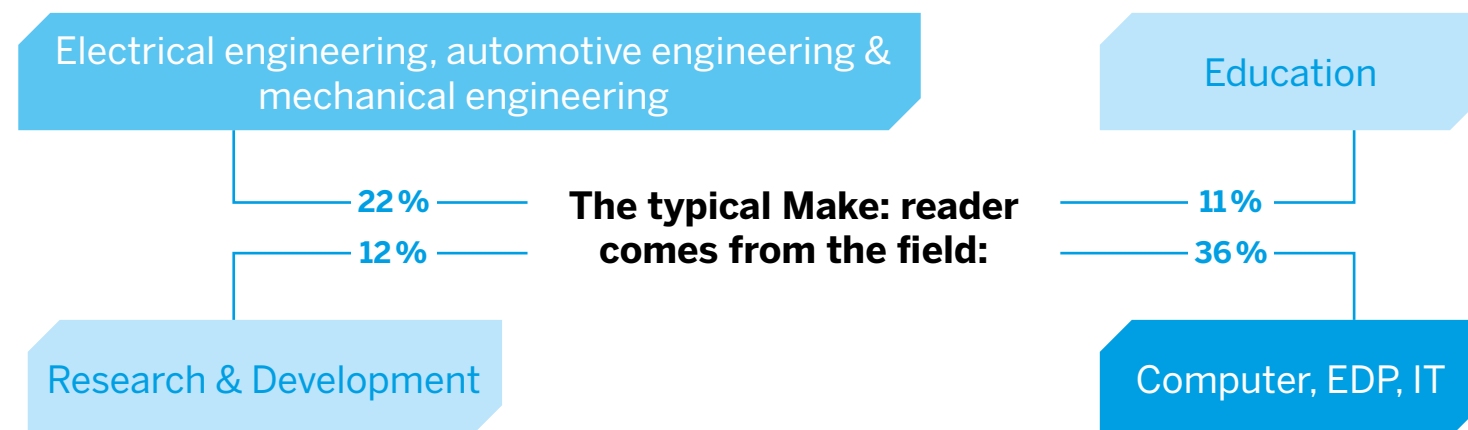 Electrical engineering, automotive engineering &
mechanical engineering
Education
22 %
The typical Make: reader
comes from the field:
11 %
12 %
36 %
Research & Development
Computer, EDP, IT